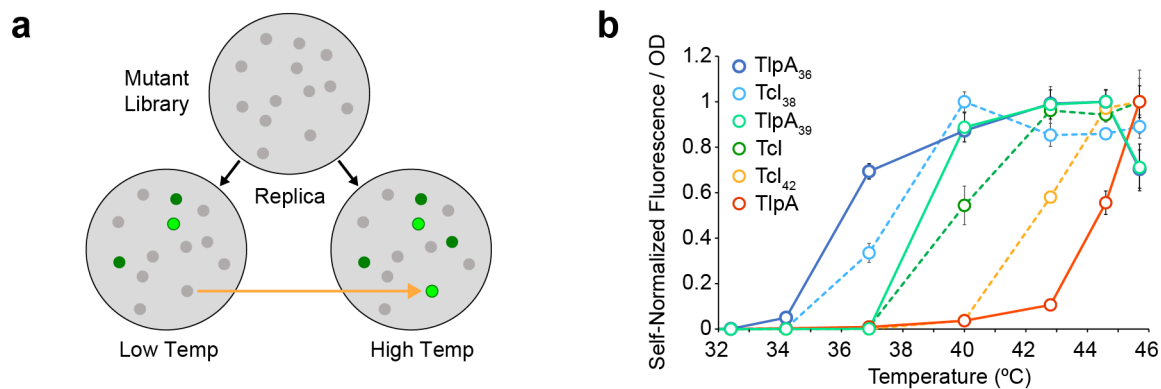 a
Mutant
Library
Replica
Low Temp
High Temp
b
Self-Normalized Fluorescence / OD
1.2
1
0.8
0.6
0.4
0.2
0
32
34
36
38
40
42
44
46
Temperature (ºC)
TlpA36
TcI38
TlpA39
TcI
TcI42
TlpA